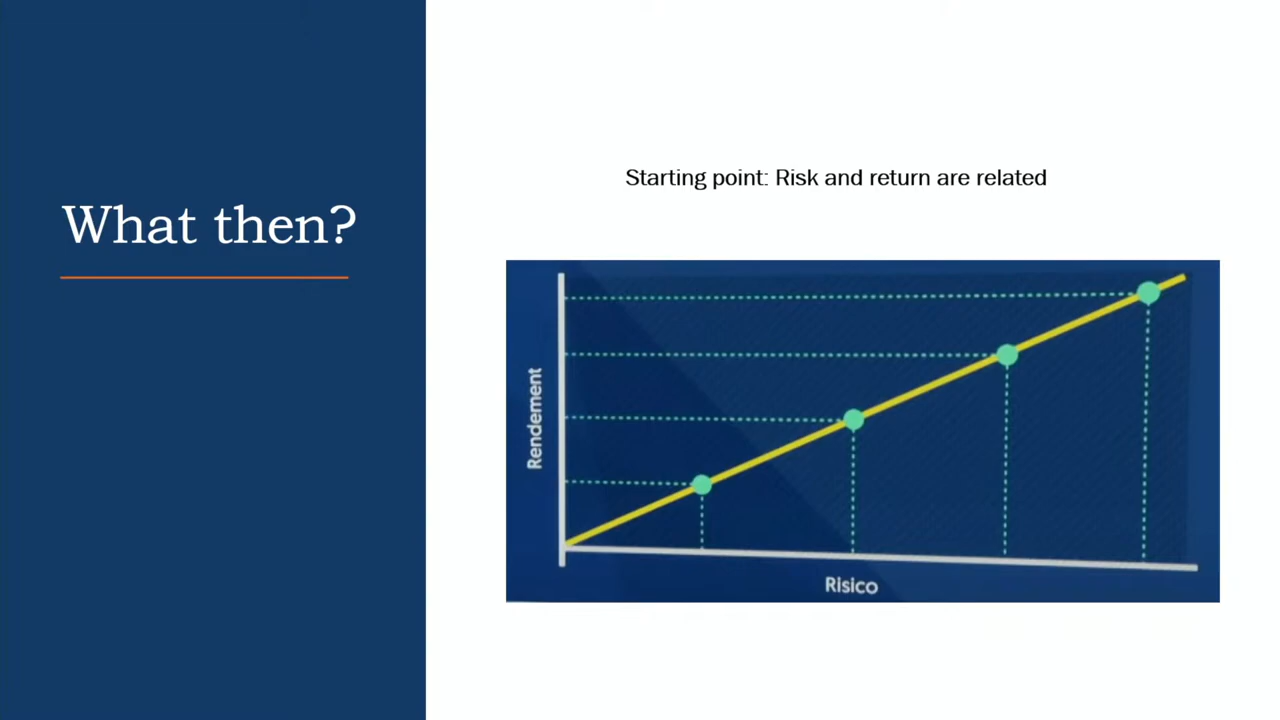 What then?
Starting point: Risk and return are related
Rendement
Risico